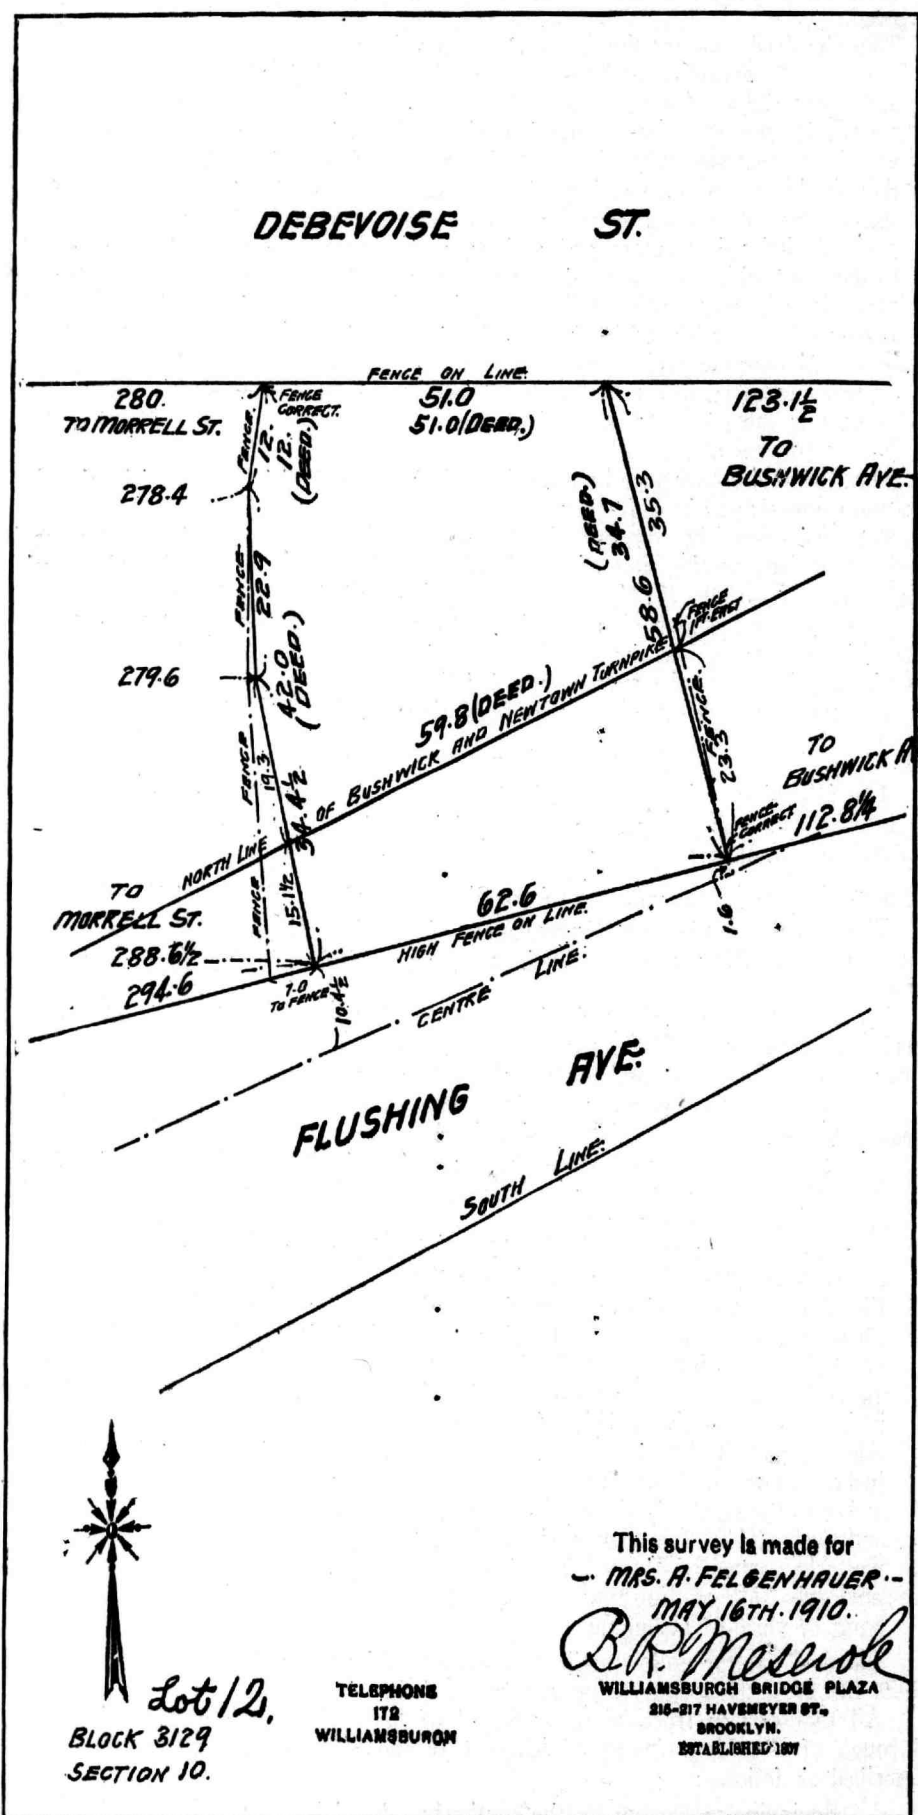 DEBEVOISE ST.
FENCE ON LINE.
280.
TO MORRELL ST.
FENCE
CORRECT.
51.0
51.0 (DEED.)
123.1½
TO
BUSHWICK AVE.
FENCE.
12.
12.
(DEED.)
278.4
(DEED.)
34.7
35.3
FENCE
22.9
58.6
FENCE
1FT. EAST
279.6
42.0
(DEED.)
59.8 (DEED.)
NORTH LINE OF BUSHWICK AND NEWTOWN TURNPIKE
FENCE
19.3
34.4½
FENCE.
23.3
TO
BUSHWICK A
FENCE
CORRECT
112.8¼
TO
MORRELL ST.
288.6½
294.6
FENCE
15.1½
62.6
HIGH FENCE ON LINE.
7.0
TO FENCE
10.4½
1.6
CENTRE LINE.
FLUSHING AVE.
SOUTH LINE.
This survey is made for
MRS. A. FELGENHAUER
MAY 16TH. 1910.
B. R. Meserole
WILLIAMSBURGH BRIDGE PLAZA
215-217 HAVEMEYER ST.,
BROOKLYN.
ESTABLISHED
TELEPHONE
172
WILLIAMSBURGH
Lot 12.
BLOCK 3129
SECTION 10.